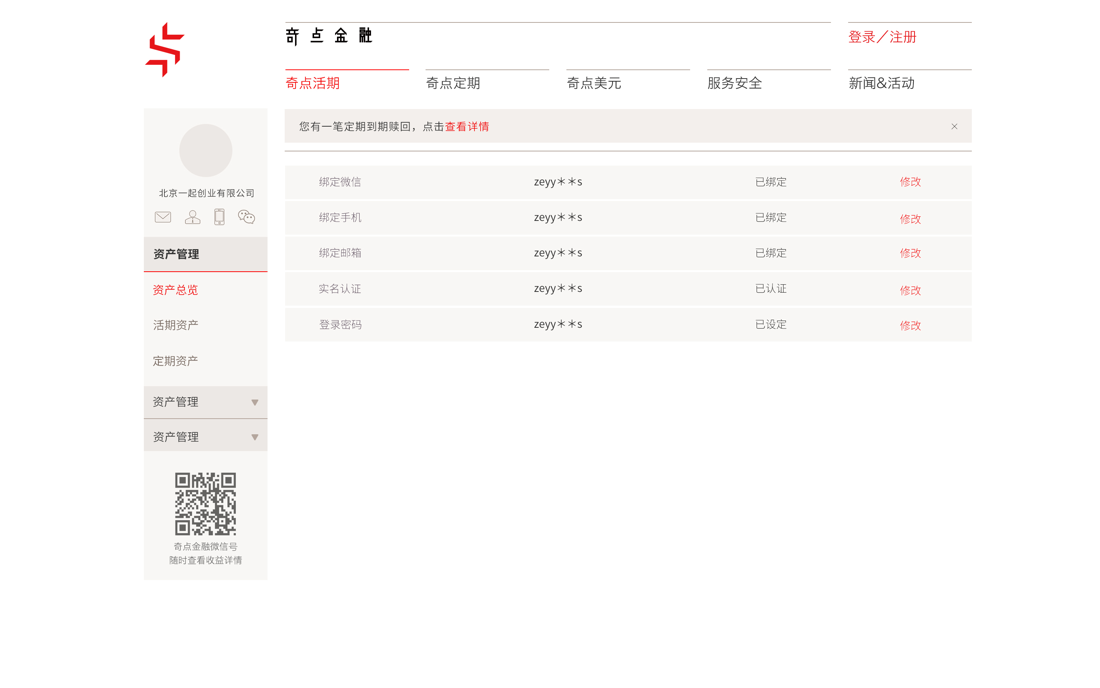 奇点金融
登录／注册
奇点活期
奇点定期
奇点美元
服务安全
新闻&活动
北京一起创业有限公司
资产管理
资产总览
活期资产
定期资产
资产管理
资产管理
奇点金融微信号
随时查看收益详情
您有一笔定期到期赎回，点击查看详情
绑定微信 zeyy＊＊s 已绑定 修改
绑定手机 zeyy＊＊s 已绑定 修改
绑定邮箱 zeyy＊＊s 已绑定 修改
实名认证 zeyy＊＊s 已认证 修改
登录密码 zeyy＊＊s 已设定 修改